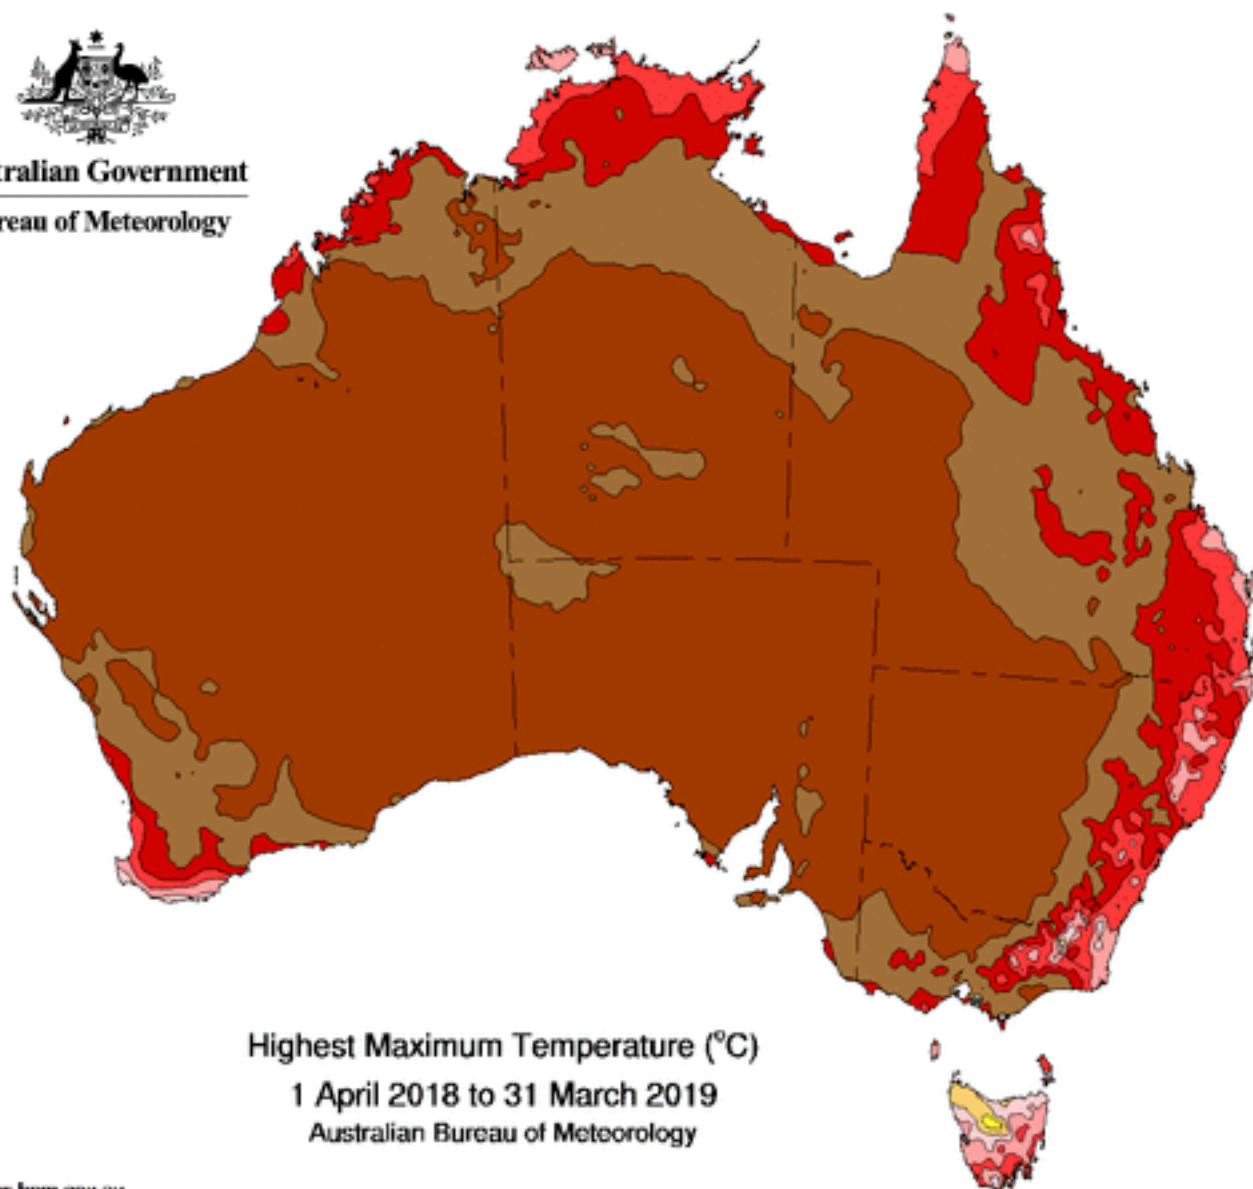 tralian Government
reau of Meteorology
Highest Maximum Temperature (°C)
1 April 2018 to 31 March 2019
Australian Bureau of Meteorology